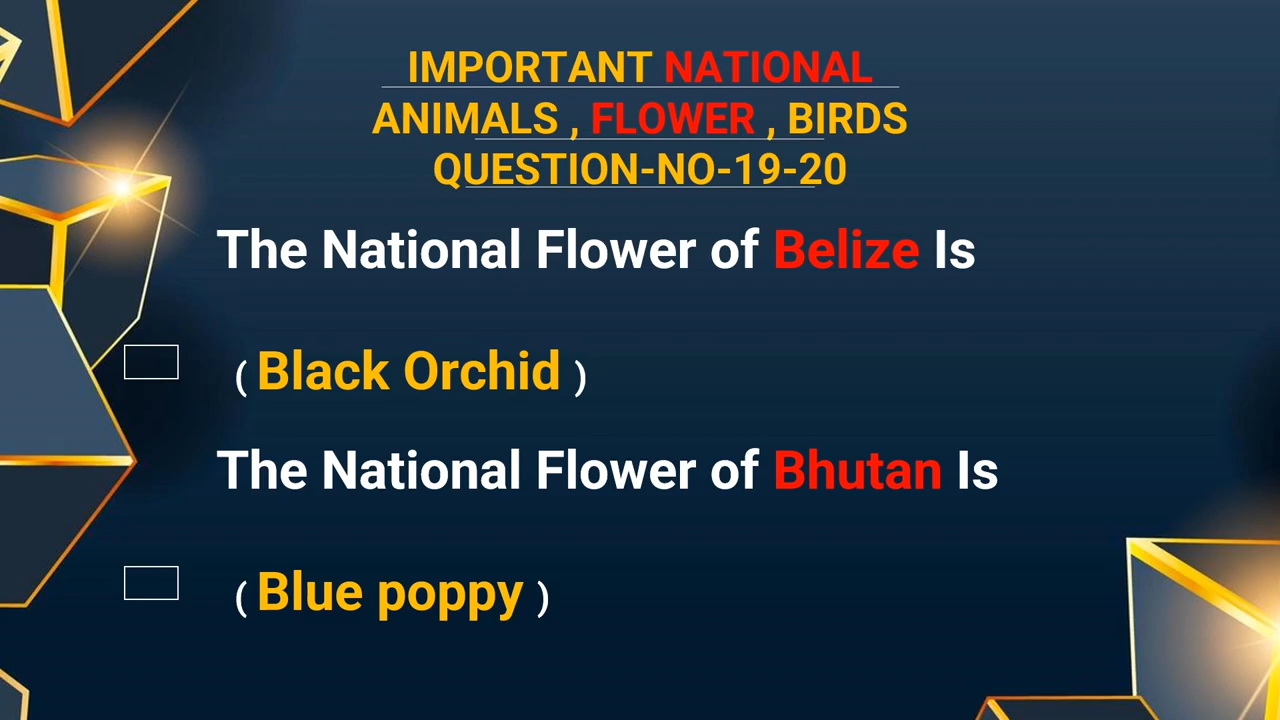 IMPORTANT NATIONAL
ANIMALS , FLOWER , BIRDS
QUESTION-NO-19-20
The National Flower of Belize Is
( Black Orchid )
The National Flower of Bhutan Is
( Blue poppy )